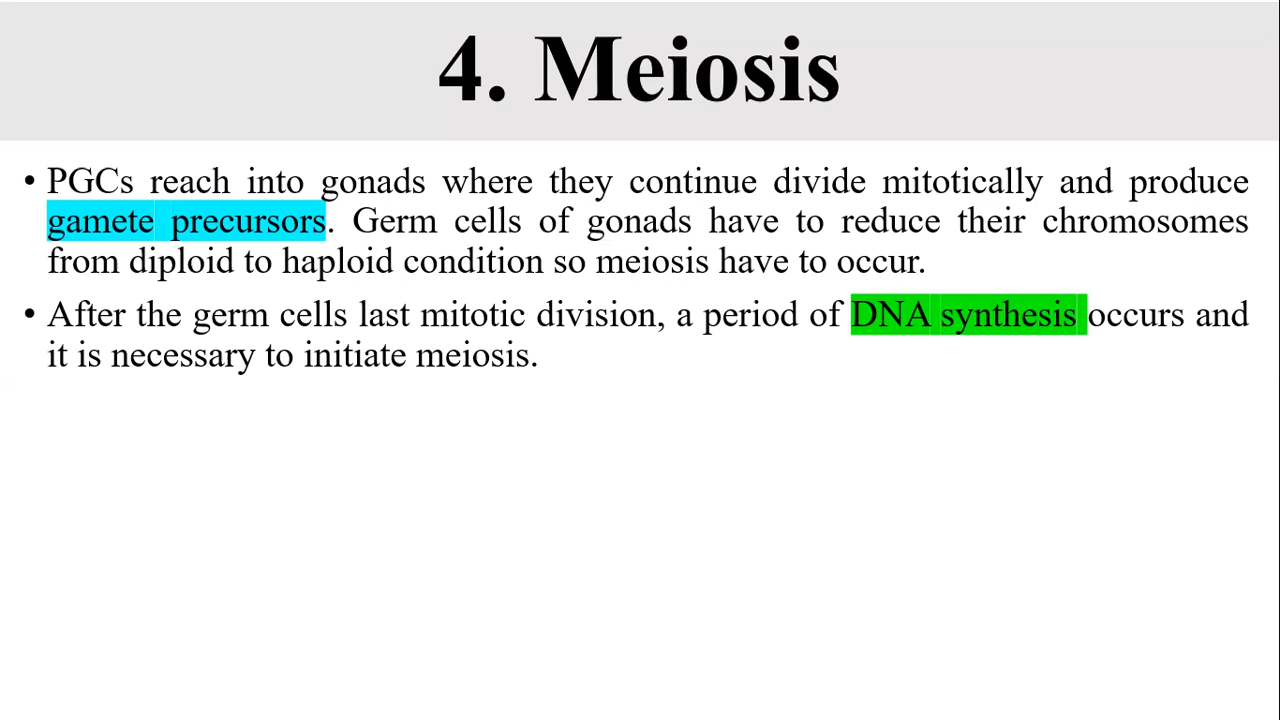 4. Meiosis
• PGCs reach into gonads where they continue divide mitotically and produce
gamete precursors. Germ cells of gonads have to reduce their chromosomes
from diploid to haploid condition so meiosis have to occur.
• After the germ cells last mitotic division, a period of DNA synthesis occurs and
it is necessary to initiate meiosis.